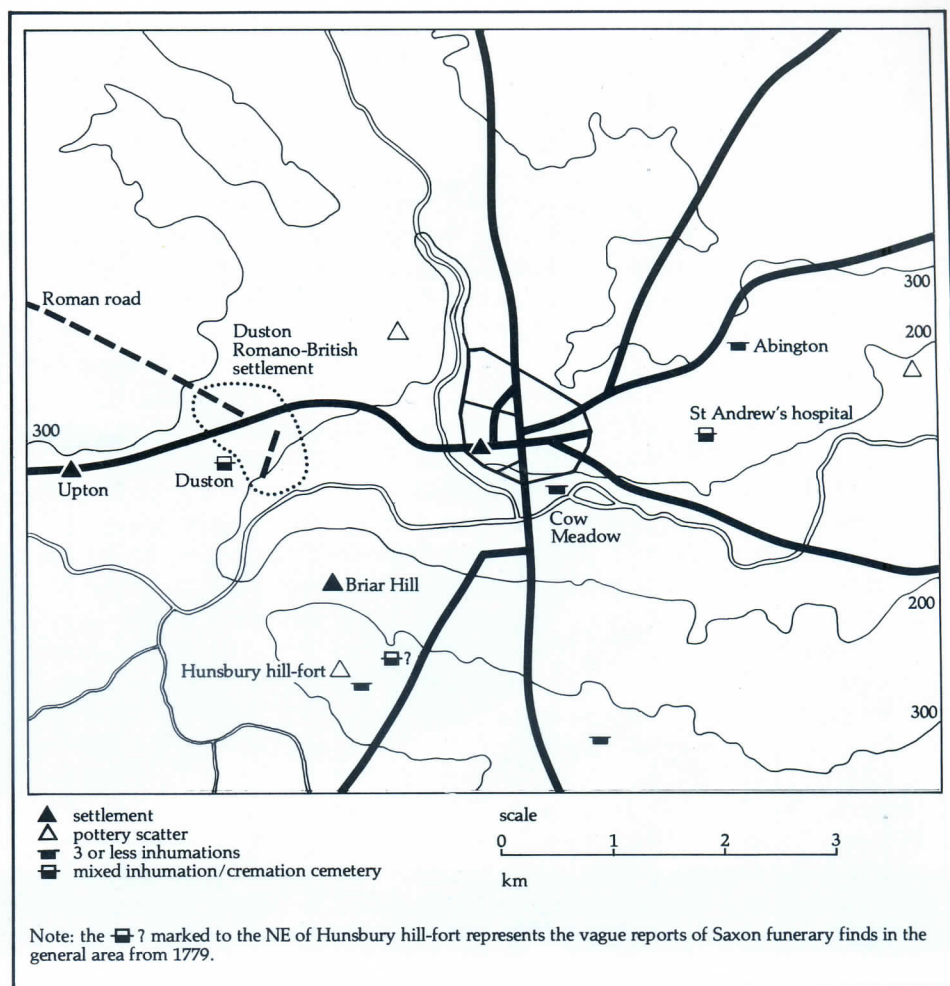 Roman road
Duston
Romano-British
settlement
300
200
Abington
St Andrew's hospital
300
Upton
Duston
Cow
Meadow
Briar Hill
200
?
Hunsbury hill-fort
300
settlement
pottery scatter
3 or less inhumations
mixed inhumation/cremation cemetery
scale
0 1 2 3
km
Note: the ? marked to the NE of Hunsbury hill-fort represents the vague reports of Saxon funerary finds in the
general area from 1779.